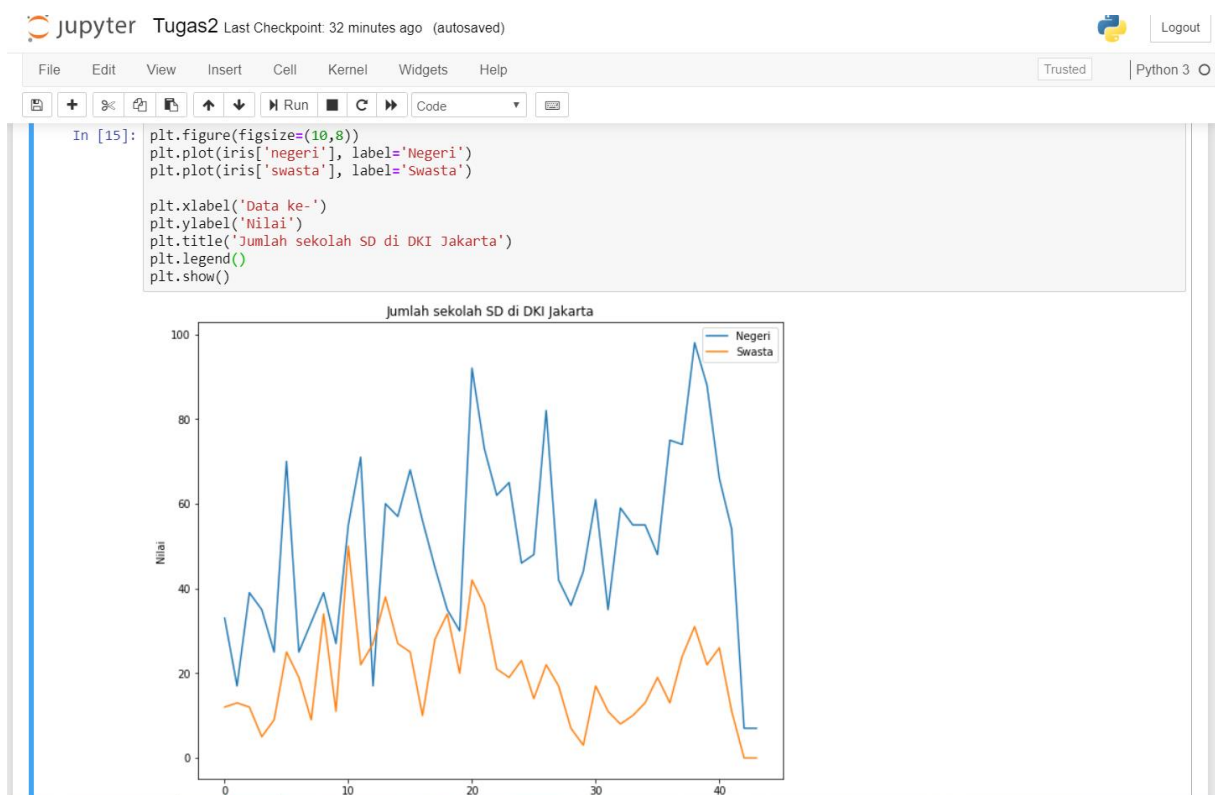 jupyter Tugas2 Last Checkpoint: 32 minutes ago (autosaved) Logout
File Edit View Insert Cell Kernel Widgets Help Trusted Python 3
Run Code
In [15]: plt.figure(figsize=(10,8))
plt.plot(iris['negeri'], label='Negeri')
plt.plot(iris['swasta'], label='Swasta')
plt.xlabel('Data ke-')
plt.ylabel('Nilai')
plt.title('Jumlah sekolah SD di DKI Jakarta')
plt.legend()
plt.show()
Jumlah sekolah SD di DKI Jakarta
Negeri
Swasta
100
80
60
40
20
0
Nilai
0 10 20 30 40